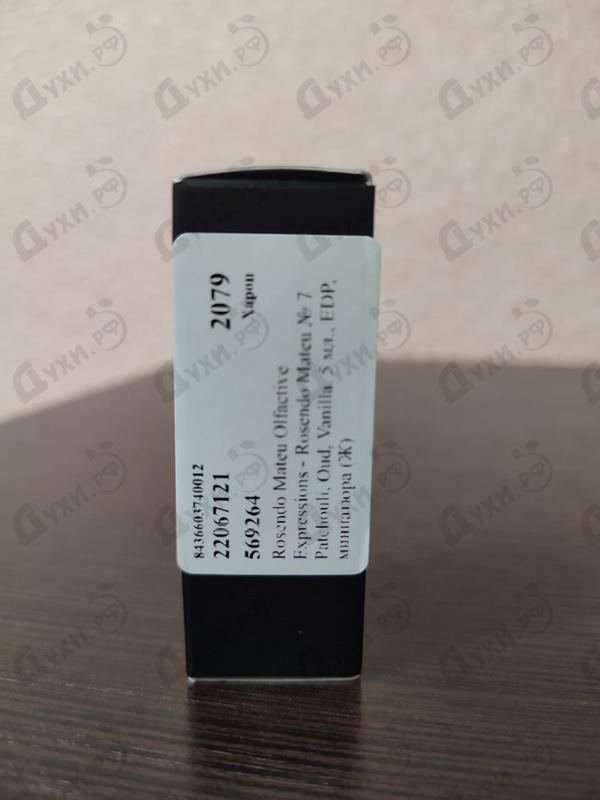 8436603740012
22067121
2079
569264
Харон
Rosendo Mateu Olfactive
Expressions - Rosendo Mateu № 7
Patchouli, Oud, Vanilla. 5 мл., EDP,
миниатюра (Ж)
Духи.РФ